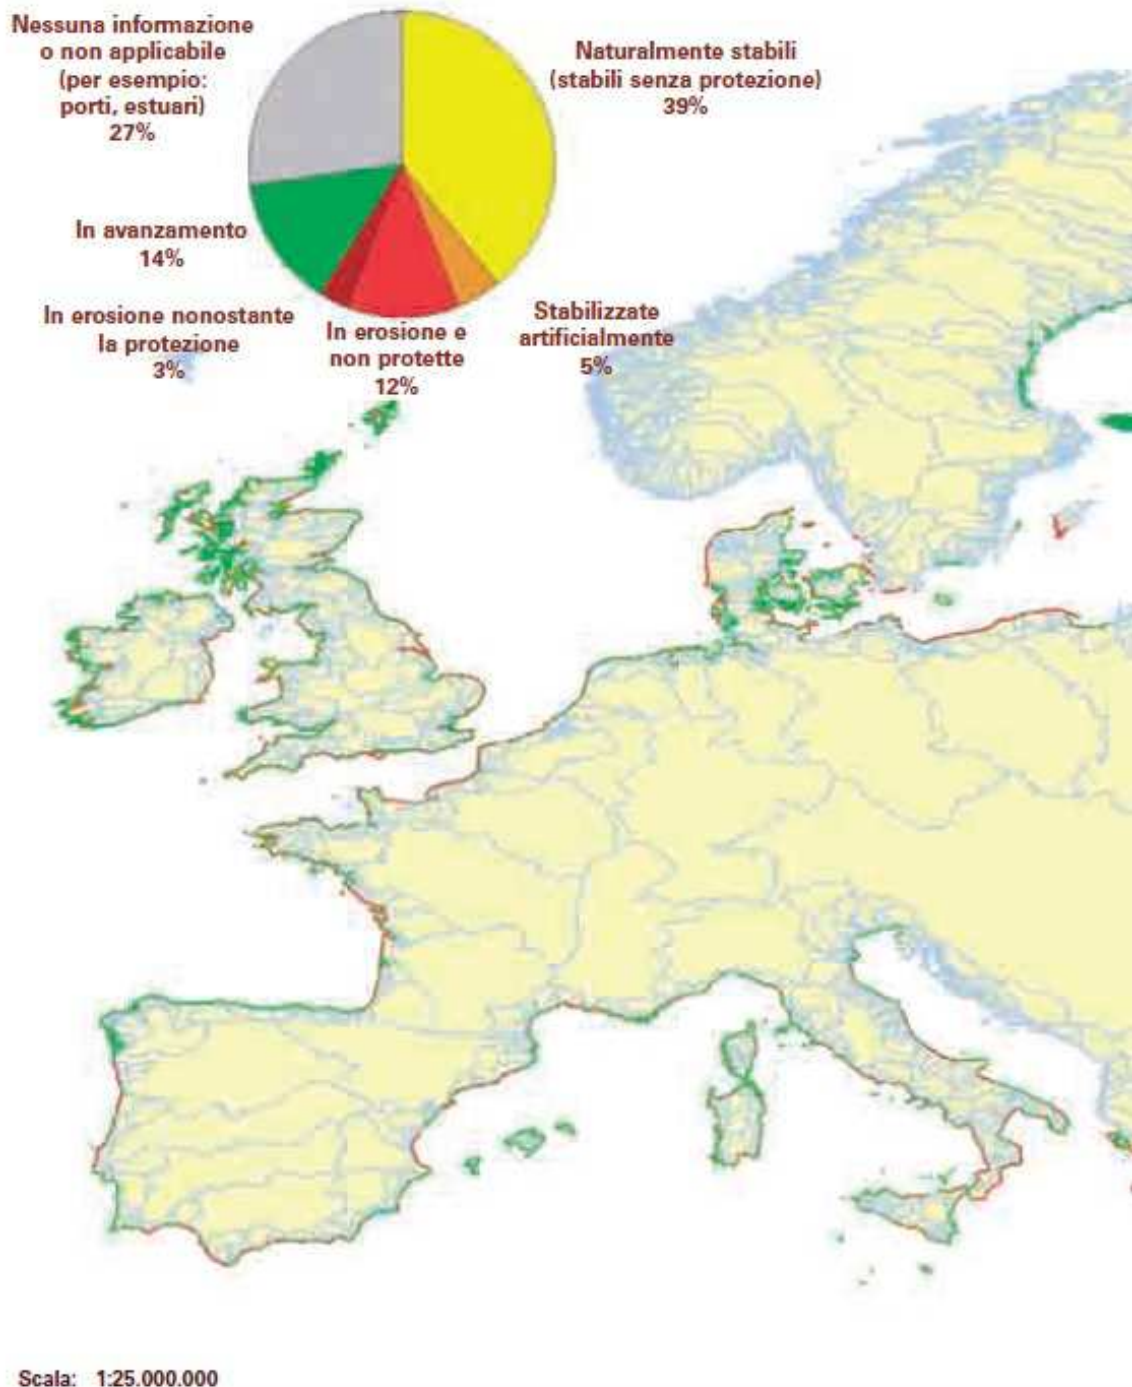 Nessuna informazione
o non applicabile
(per esempio:
porti, estuari)
27%
Naturalmente stabili
(stabili senza protezione)
39%
In avanzamento
14%
In erosione nonostante
la protezione
3%
In erosione e
non protette
12%
Stabilizzate
artificialmente
5%
Scala: 1:25.000.000